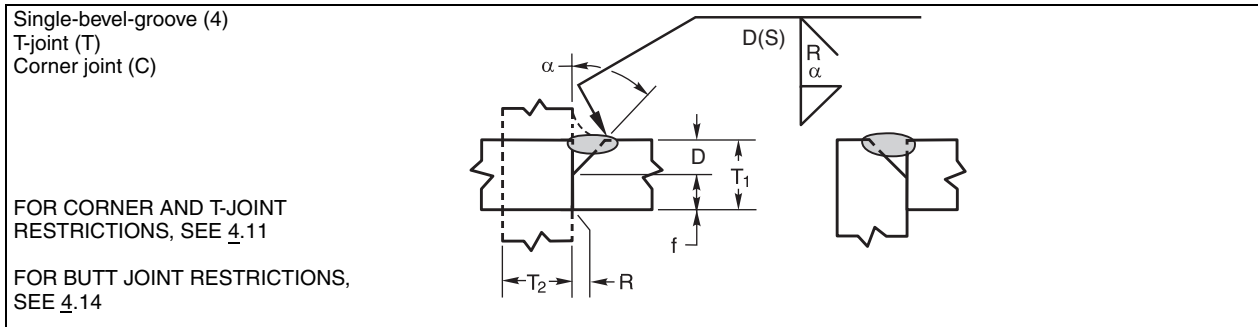 Single-bevel-groove (4)
T-joint (T)
Corner joint (C)
FOR CORNER AND T-JOINT
RESTRICTIONS, SEE 4.11
FOR BUTT JOINT RESTRICTIONS,
SEE 4.14
D(S)
R
α
α
D
T₁
f
T₂
R